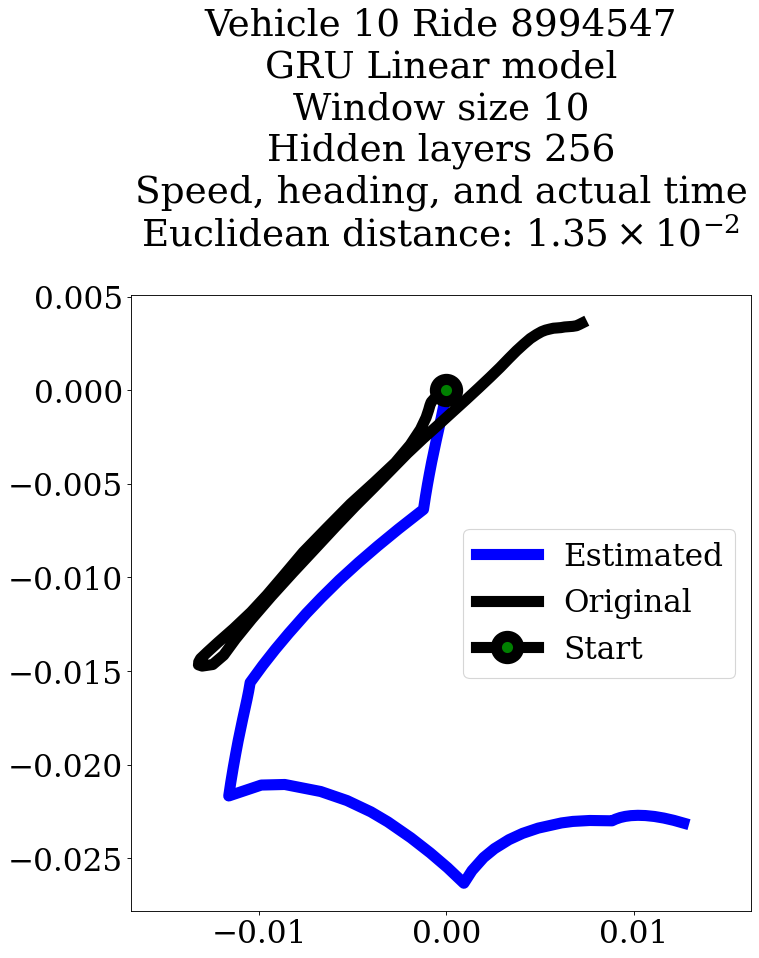 Vehicle 10 Ride 8994547
GRU Linear model
Window size 10
Hidden layers 256
Speed, heading, and actual time
Euclidean distance: 1.35 × 10⁻²
0.005
0.000
−0.005
−0.010
−0.015
−0.020
−0.025
Estimated
Original
Start
−0.01
0.00
0.01